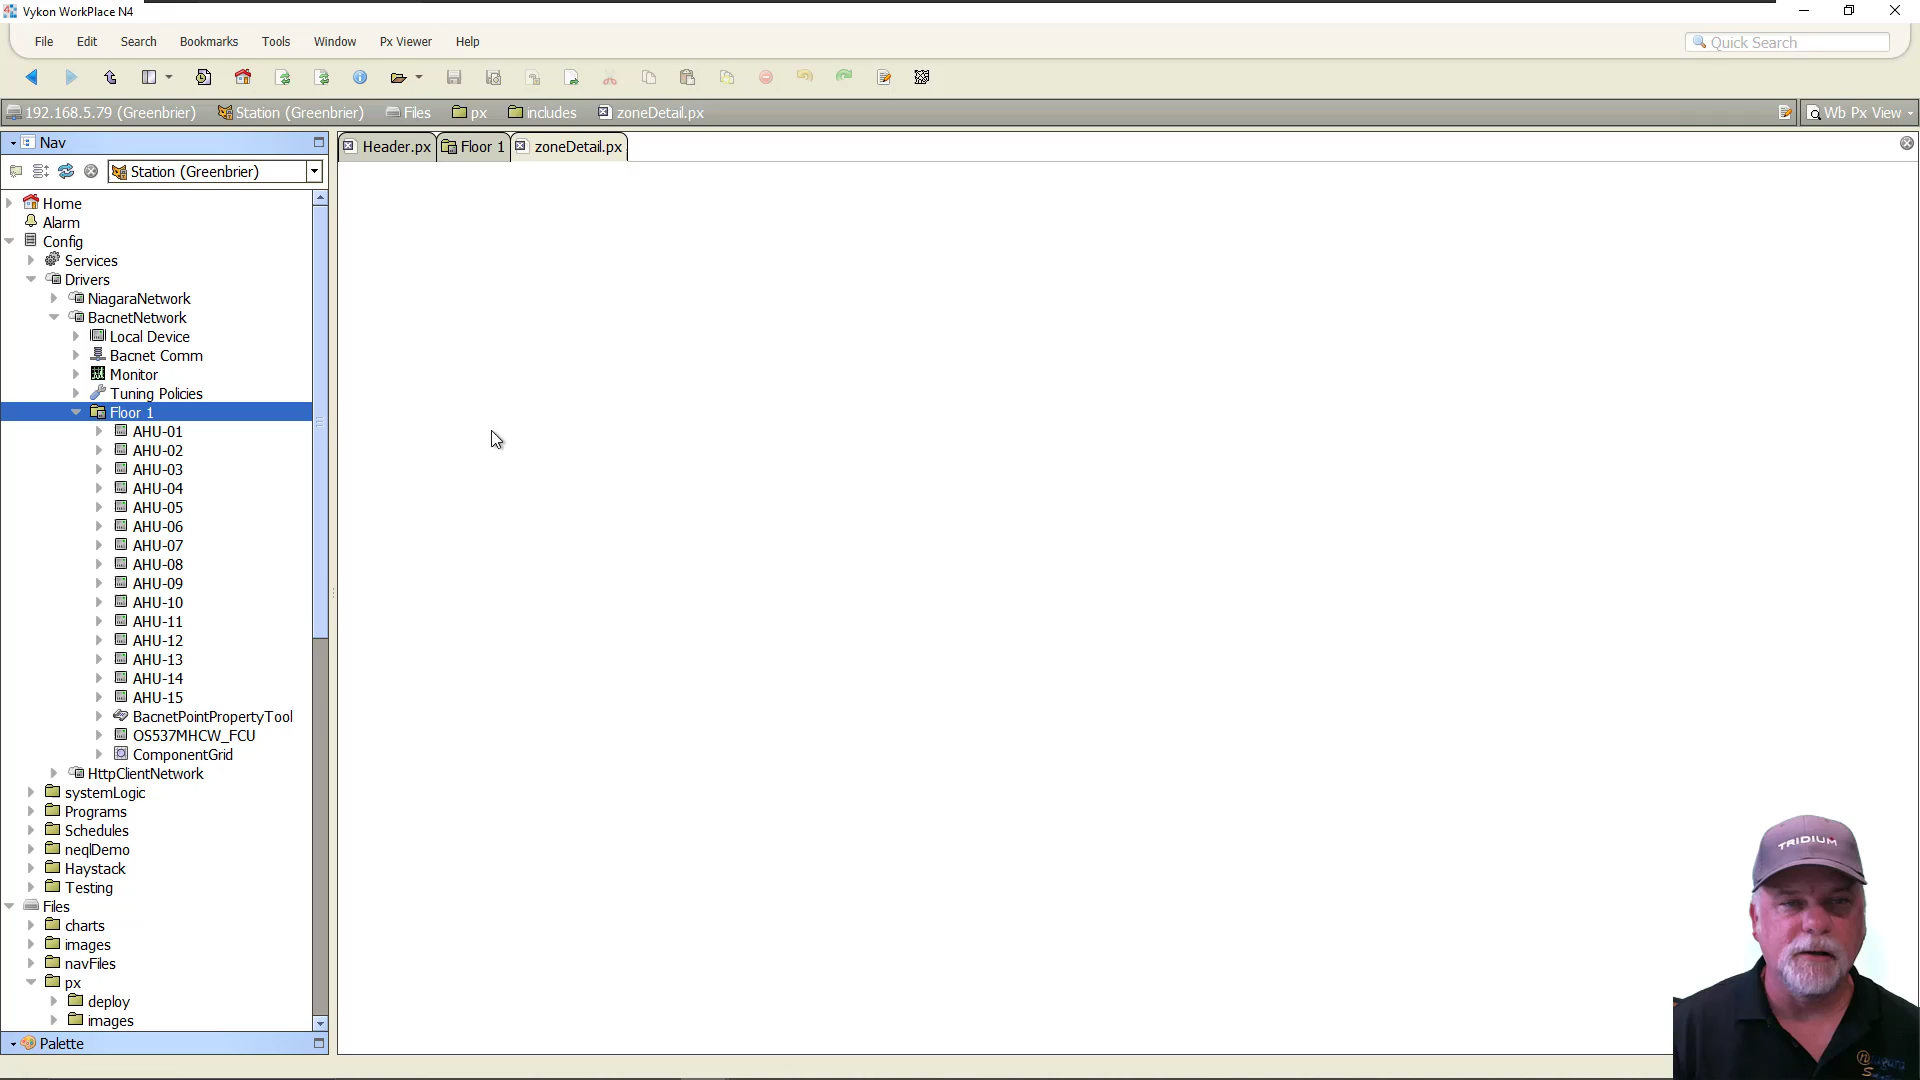 Vykon WorkPlace N4
File Edit Search Bookmarks Tools Window Px Viewer Help
Quick Search
192.168.5.79 (Greenbrier) Station (Greenbrier) Files px includes zoneDetail.px Wb Px View
Nav
Header.px Floor 1 zoneDetail.px
Station (Greenbrier)
Home
Alarm
Config
Services
Drivers
NiagaraNetwork
BacnetNetwork
Local Device
Bacnet Comm
Monitor
Tuning Policies
Floor 1
AHU-01
AHU-02
AHU-03
AHU-04
AHU-05
AHU-06
AHU-07
AHU-08
AHU-09
AHU-10
AHU-11
AHU-12
AHU-13
AHU-14
AHU-15
BacnetPointPropertyTool
OS537MHCW_FCU
ComponentGrid
HttpClientNetwork
systemLogic
Programs
Schedules
neqlDemo
Haystack
Testing
Files
charts
images
navFiles
px
deploy
images
Palette
TRIDIUM